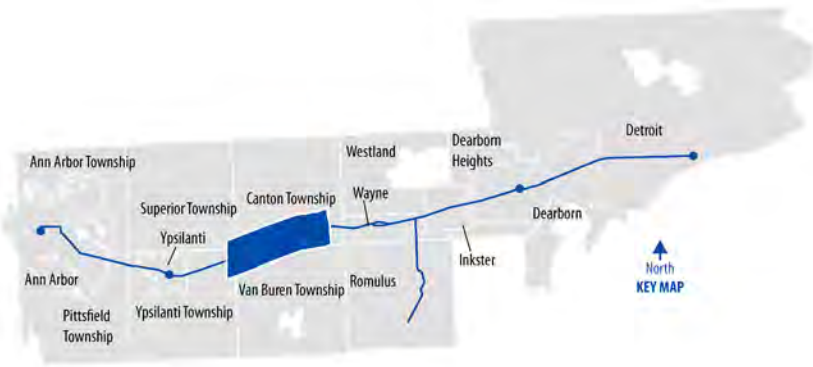 Detroit
Dearborn
Heights
Westland
Ann Arbor Township
Wayne
Canton Township
Superior Township
Dearborn
Ypsilanti
Inkster
North
KEY MAP
Ann Arbor
Romulus
Van Buren Township
Pittsfield
Township
Ypsilanti Township